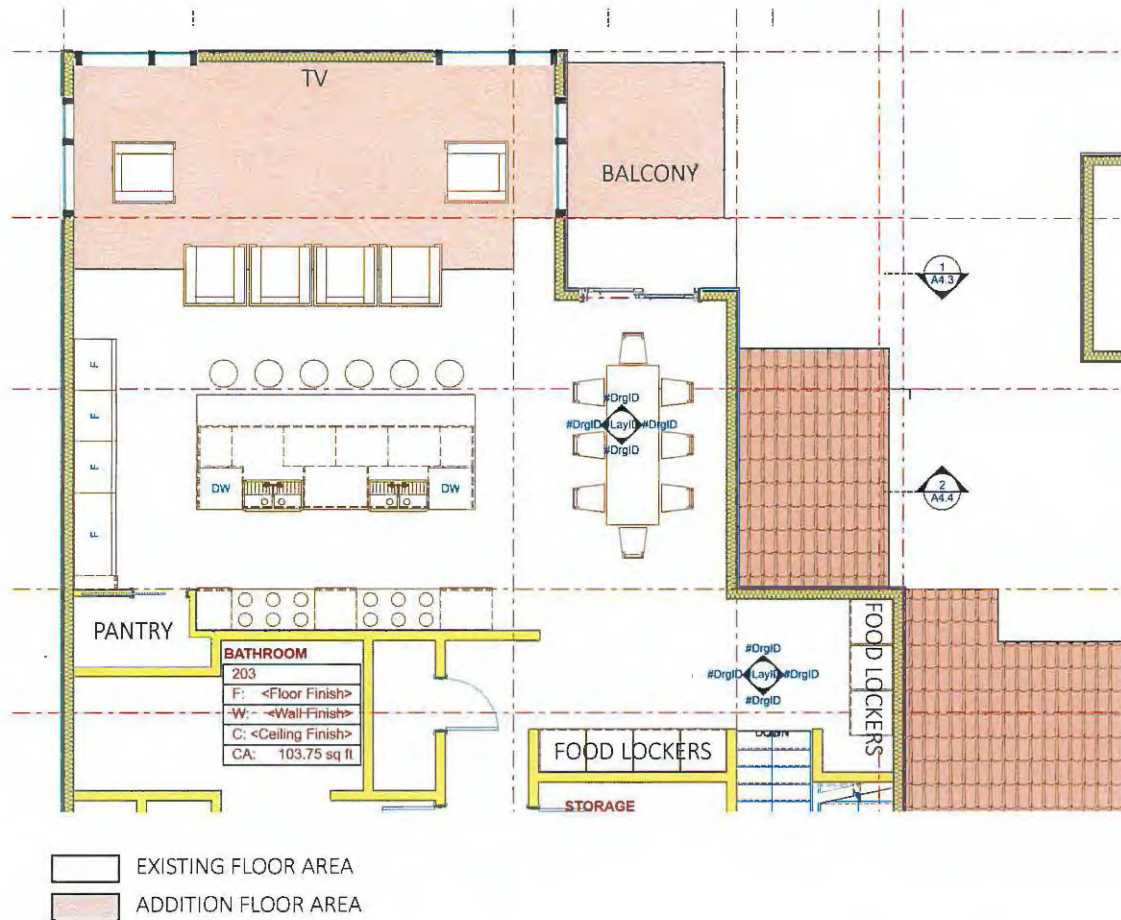 TV
BALCONY
1
A4.3
F
F
F
F
#DrgID
#DrgID #LayID #DrgID
#DrgID
2
A4.4
DW
DW
PANTRY
BATHROOM
203
F: <Floor Finish>
W: <Wall Finish>
C: <Ceiling Finish>
CA: 103.75 sq ft
FOOD LOCKERS
#DrgID
#DrgID #LayID #DrgID
#DrgID
DOWN
FOOD LOCKERS
STORAGE
EXISTING FLOOR AREA
ADDITION FLOOR AREA